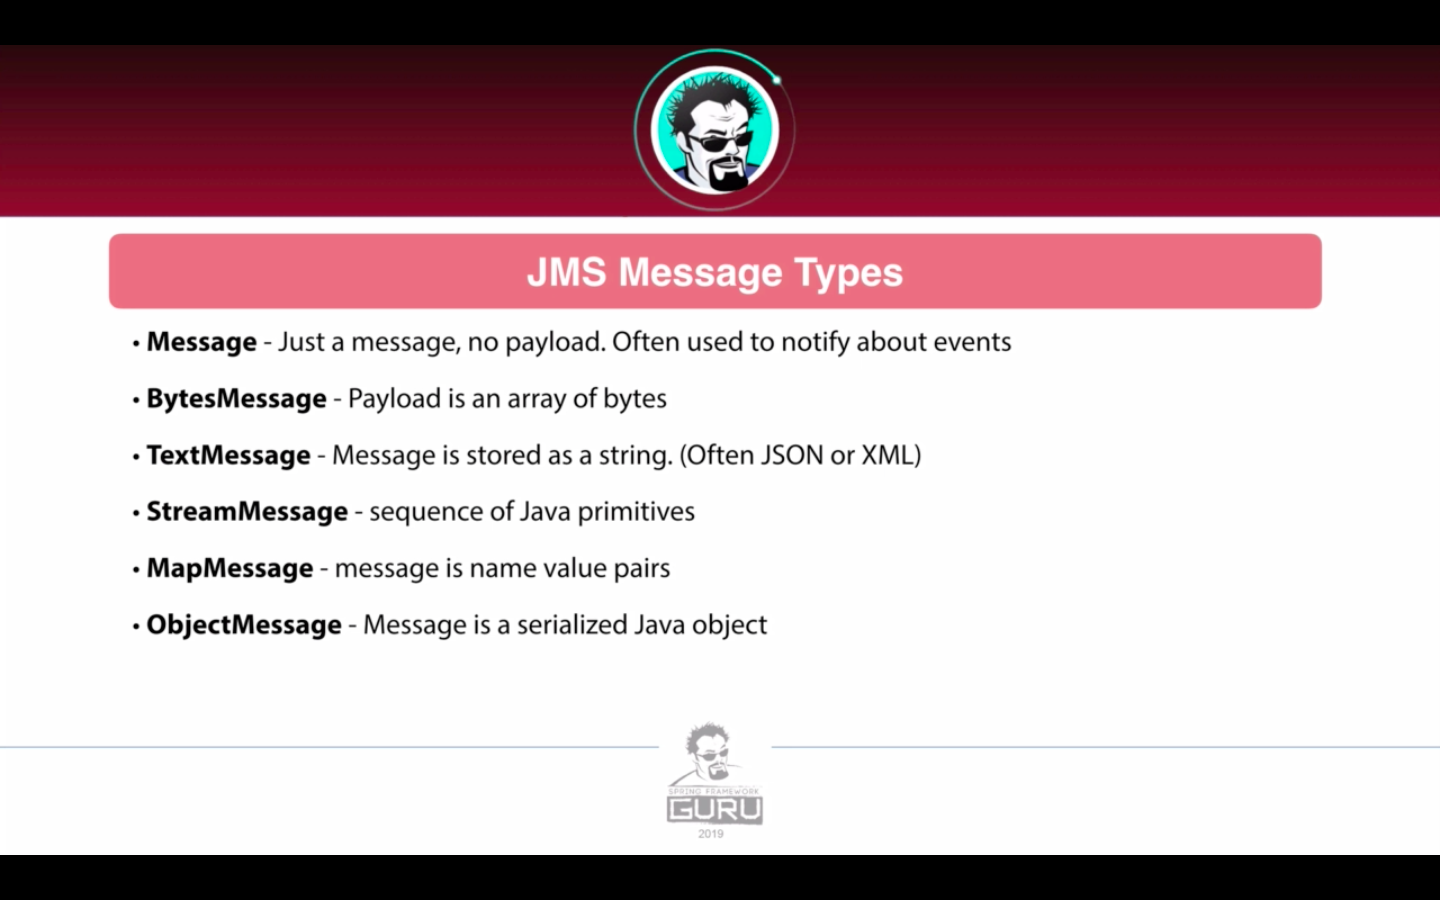 JMS Message Types
• Message - Just a message, no payload. Often used to notify about events
• BytesMessage - Payload is an array of bytes
• TextMessage - Message is stored as a string. (Often JSON or XML)
• StreamMessage - sequence of Java primitives
• MapMessage - message is name value pairs
• ObjectMessage - Message is a serialized Java object
SPRING FRAMEWORK
GURU
2019